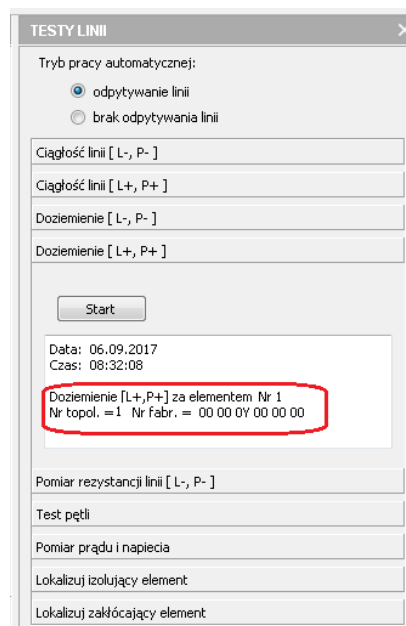 TESTY LINII
Tryb pracy automatycznej:
odpytywanie linii
brak odpytywania linii
Ciągłość linii [ L-, P- ]
Ciągłość linii [ L+, P+ ]
Doziemienie [ L-, P- ]
Doziemienie [ L+, P+ ]
Start
Data: 06.09.2017
Czas: 08:32:08
Doziemienie [L+,P+] za elementem Nr 1
Nr topol. =1 Nr fabr. = 00 00 0Y 00 00 00
Pomiar rezystancji linii [ L-, P- ]
Test pętli
Pomiar prądu i napiecia
Lokalizuj izolujący element
Lokalizuj zakłócający element